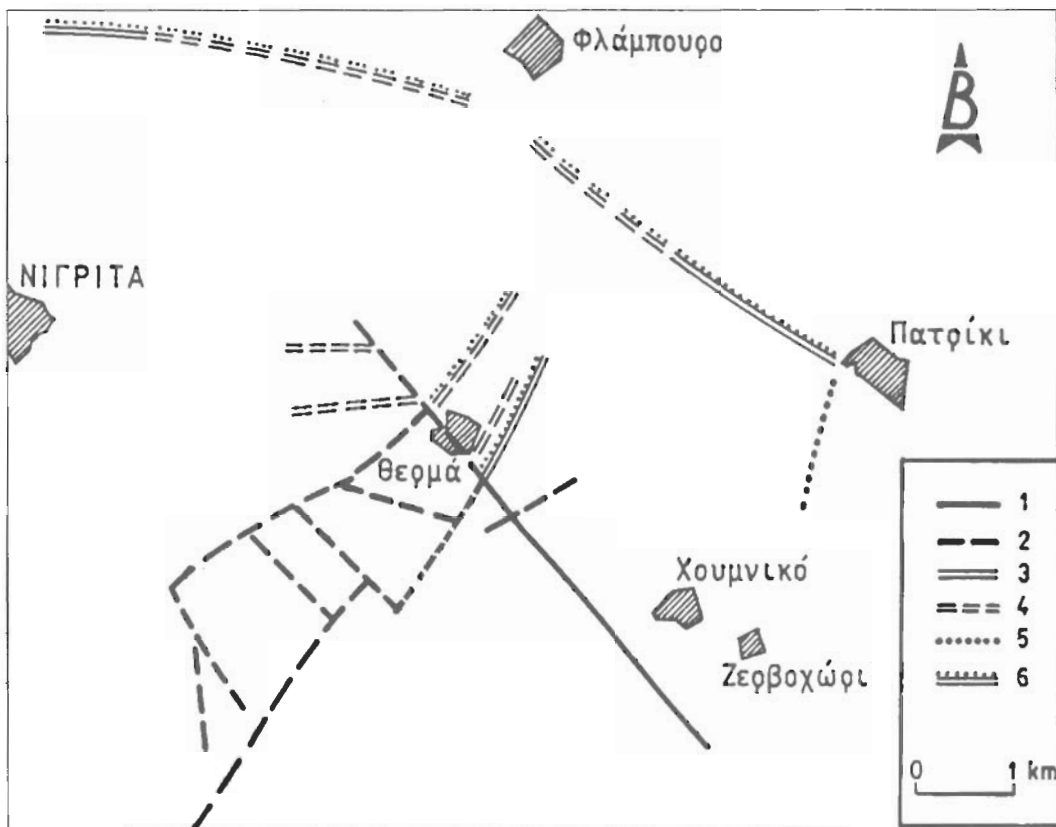 Φλάμπουρο
Β
ΝΙΓΡΙΤΑ
Πατρίκι
Θερμά
Χουμνικό
Ζερβοχώρι
1
2
3
4
5
6
0 1 km